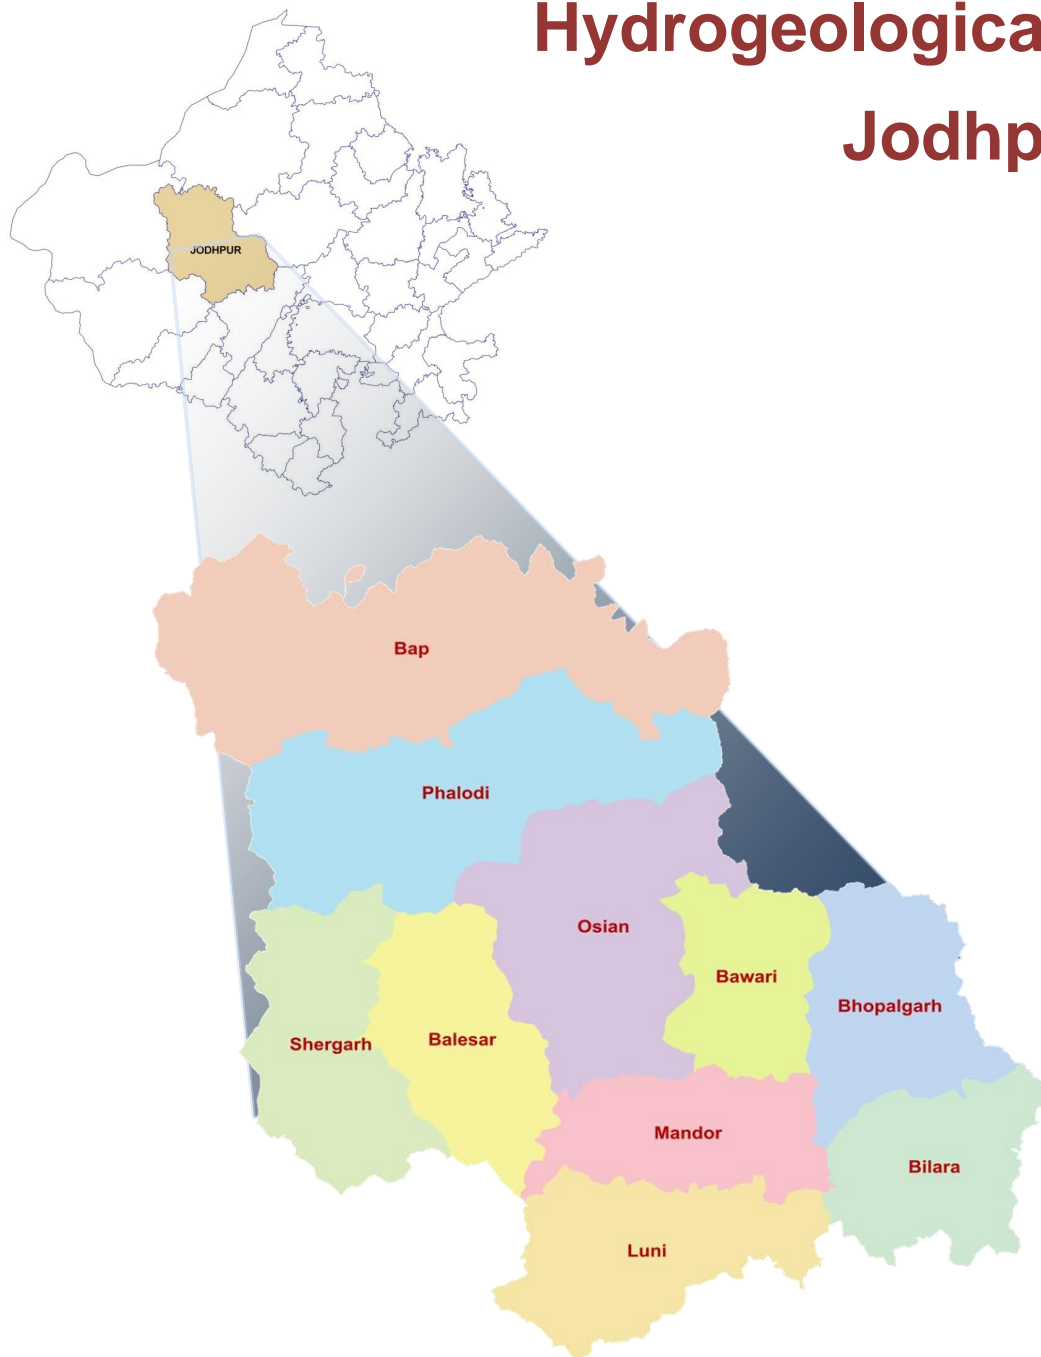 Hydrogeologica
Jodhp
JODHPUR
Bap
Phalodi
Osian
Bawari
Bhopalgarh
Shergarh
Balesar
Mandor
Bilara
Luni